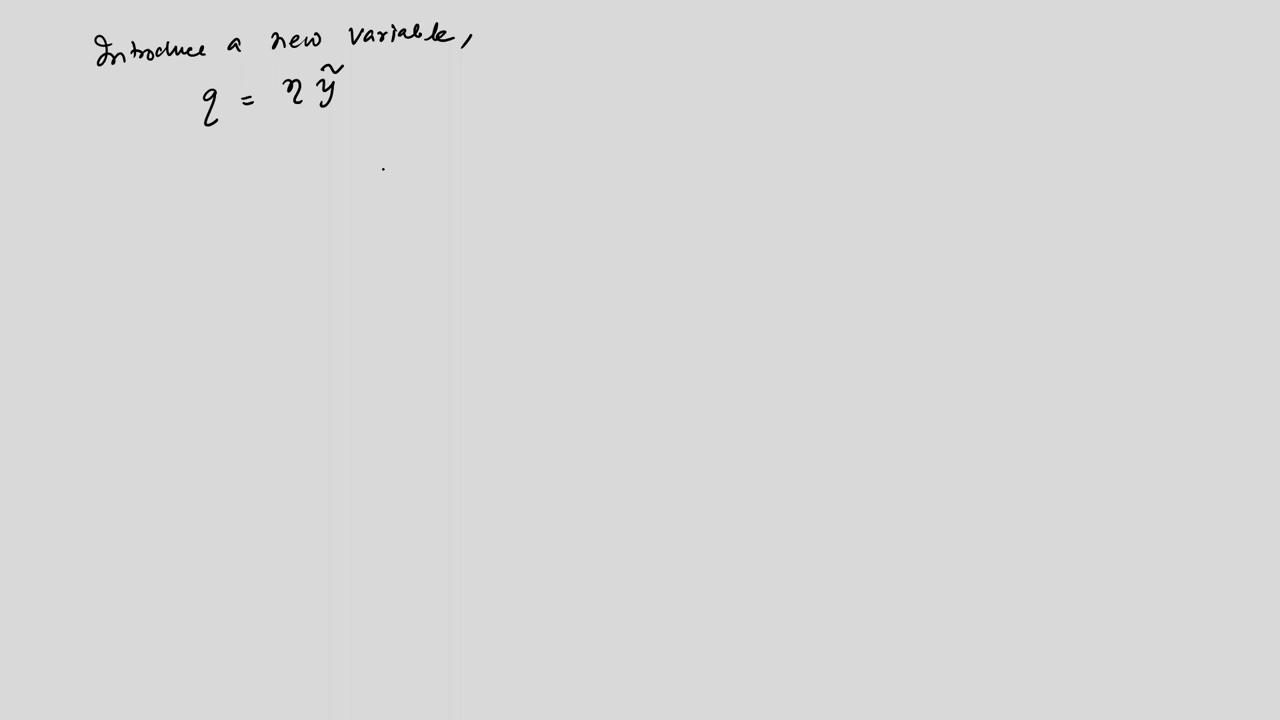 Introduce a new variable,
q = η ỹ